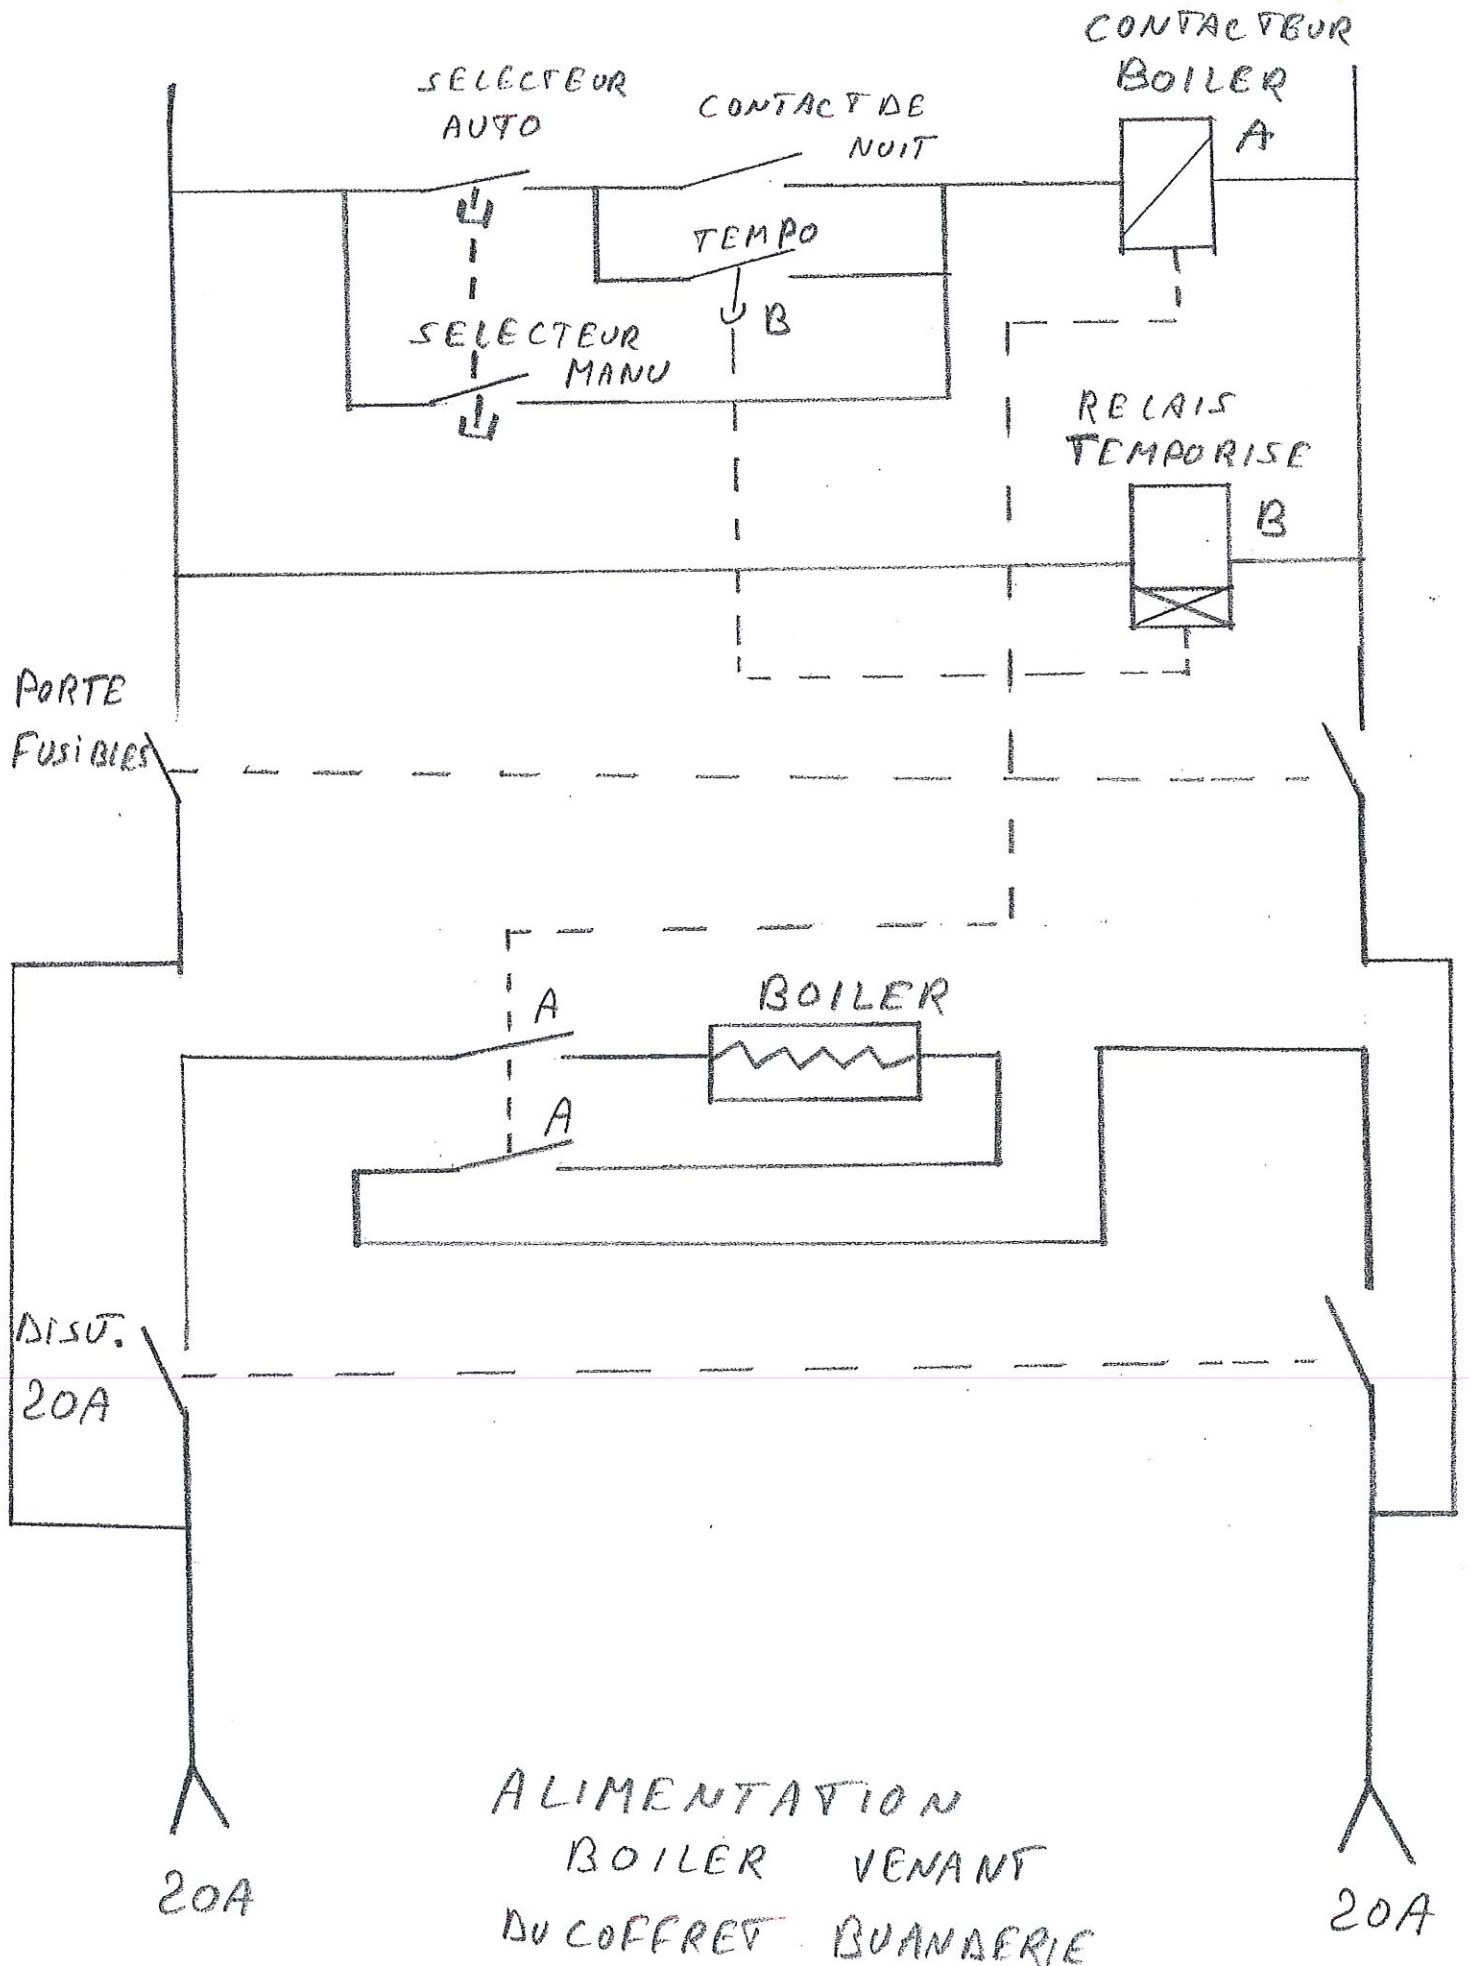 CONTACTEUR
BOILER
A
SELECTEUR
AUTO
CONTACT DE
NUIT
TEMPO
B
SELECTEUR
MANU
RELAIS
TEMPORISE
B
PORTE
FUSIBLES
A
BOILER
A
DISJ.
20A
ALIMENTATION
BOILER VENANT
DU COFFRET BUANDERIE
20A
20A